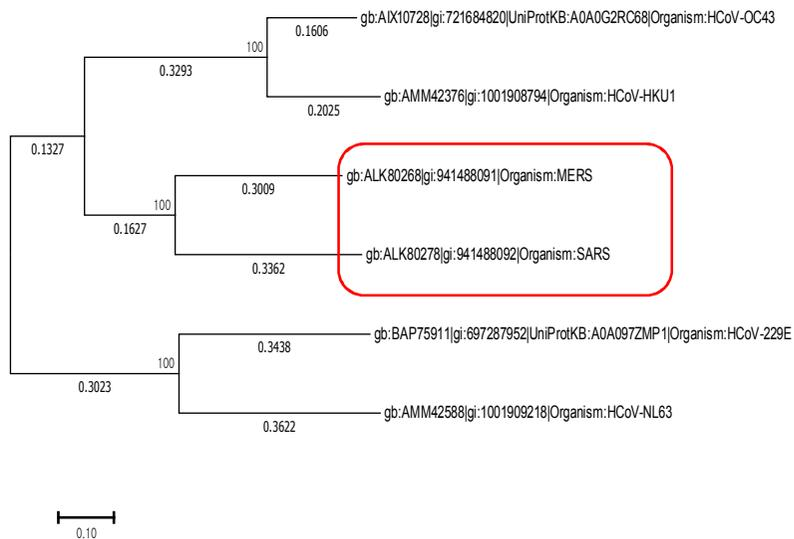 gb:AIX10728|gi:721684820|UniProtKB:A0A0G2RC68|Organism:HCoV-OC43
0.1606
100
0.3293
gb:AMM42376|gi:1001908794|Organism:HCoV-HKU1
0.2025
0.1327
gb:ALK80268|gi:941488091|Organism:MERS
0.3009
100
0.1627
gb:ALK80278|gi:941488092|Organism:SARS
0.3362
gb:BAP75911|gi:697287952|UniProtKB:A0A097ZMP1|Organism:HCoV-229E
0.3438
100
0.3023
gb:AMM42588|gi:1001909218|Organism:HCoV-NL63
0.3622
0.10